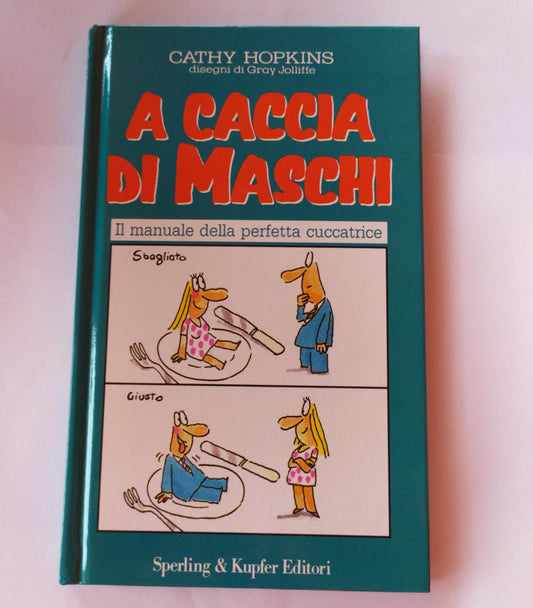 CATHY HOPKINS
disegni di Gray Jolliffe
A CACCIA
DI MASCHI
Il manuale della perfetta cuccatrice
Sbagliato
Giusto
Sperling & Kupfer Editori